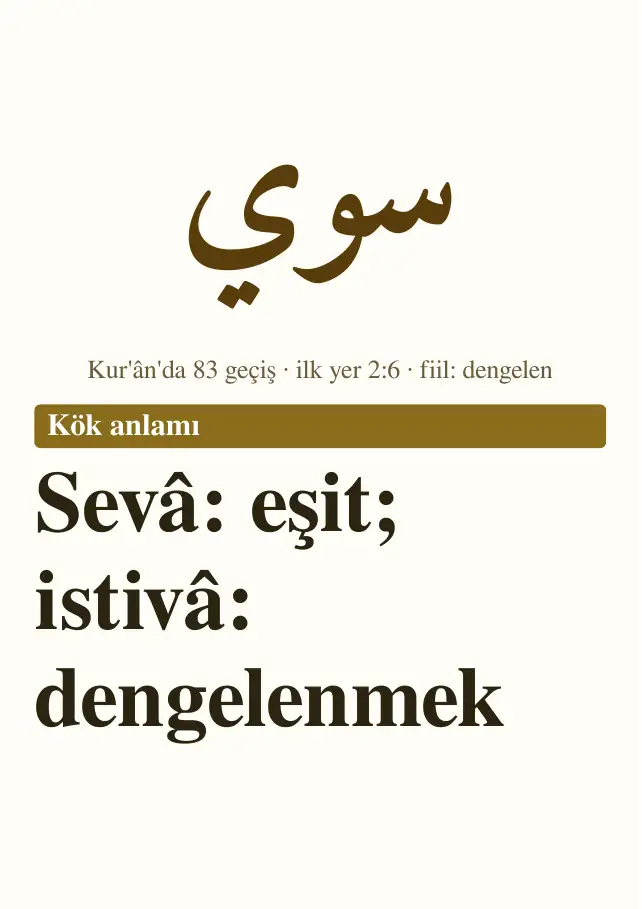 سوي
Kur'ân'da 83 geçiş · ilk yer 2:6 · fiil: dengelen
Kök anlamı
Sevâ: eşit;
istivâ:
dengelenmek